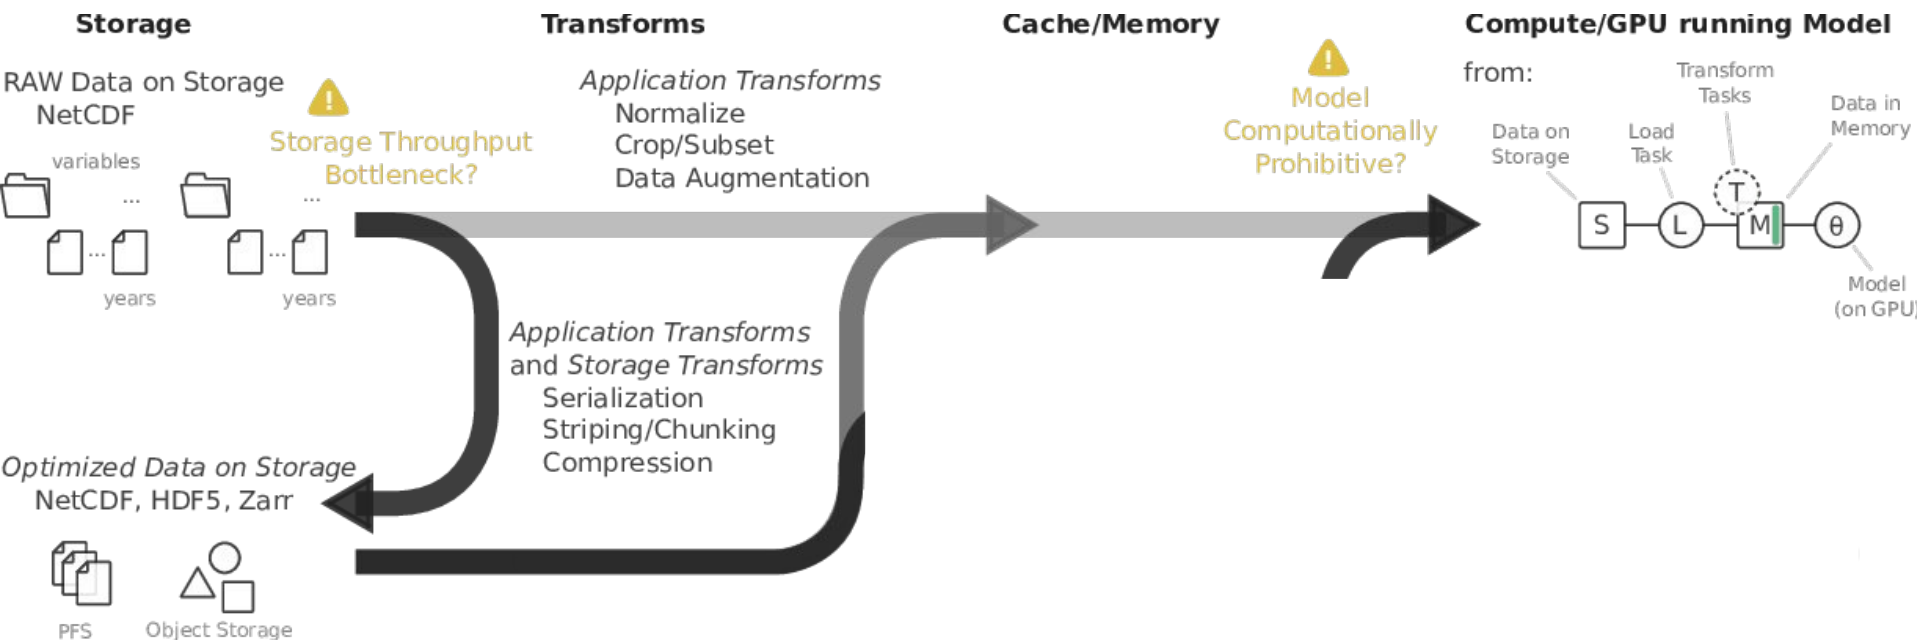 Storage
RAW Data on Storage
NetCDF
variables
...
...
...
...
years
years
Storage Throughput
Bottleneck?
Optimized Data on Storage
NetCDF, HDF5, Zarr
PFS
Object Storage
Transforms
Application Transforms
Normalize
Crop/Subset
Data Augmentation
Application Transforms
and Storage Transforms
Serialization
Striping/Chunking
Compression
Cache/Memory
Model
Computationally
Prohibitive?
Compute/GPU running Model
from:
Data on
Storage
Load
Task
Transform
Tasks
Data in
Memory
S
L
T
M
θ
Model
(on GPU)